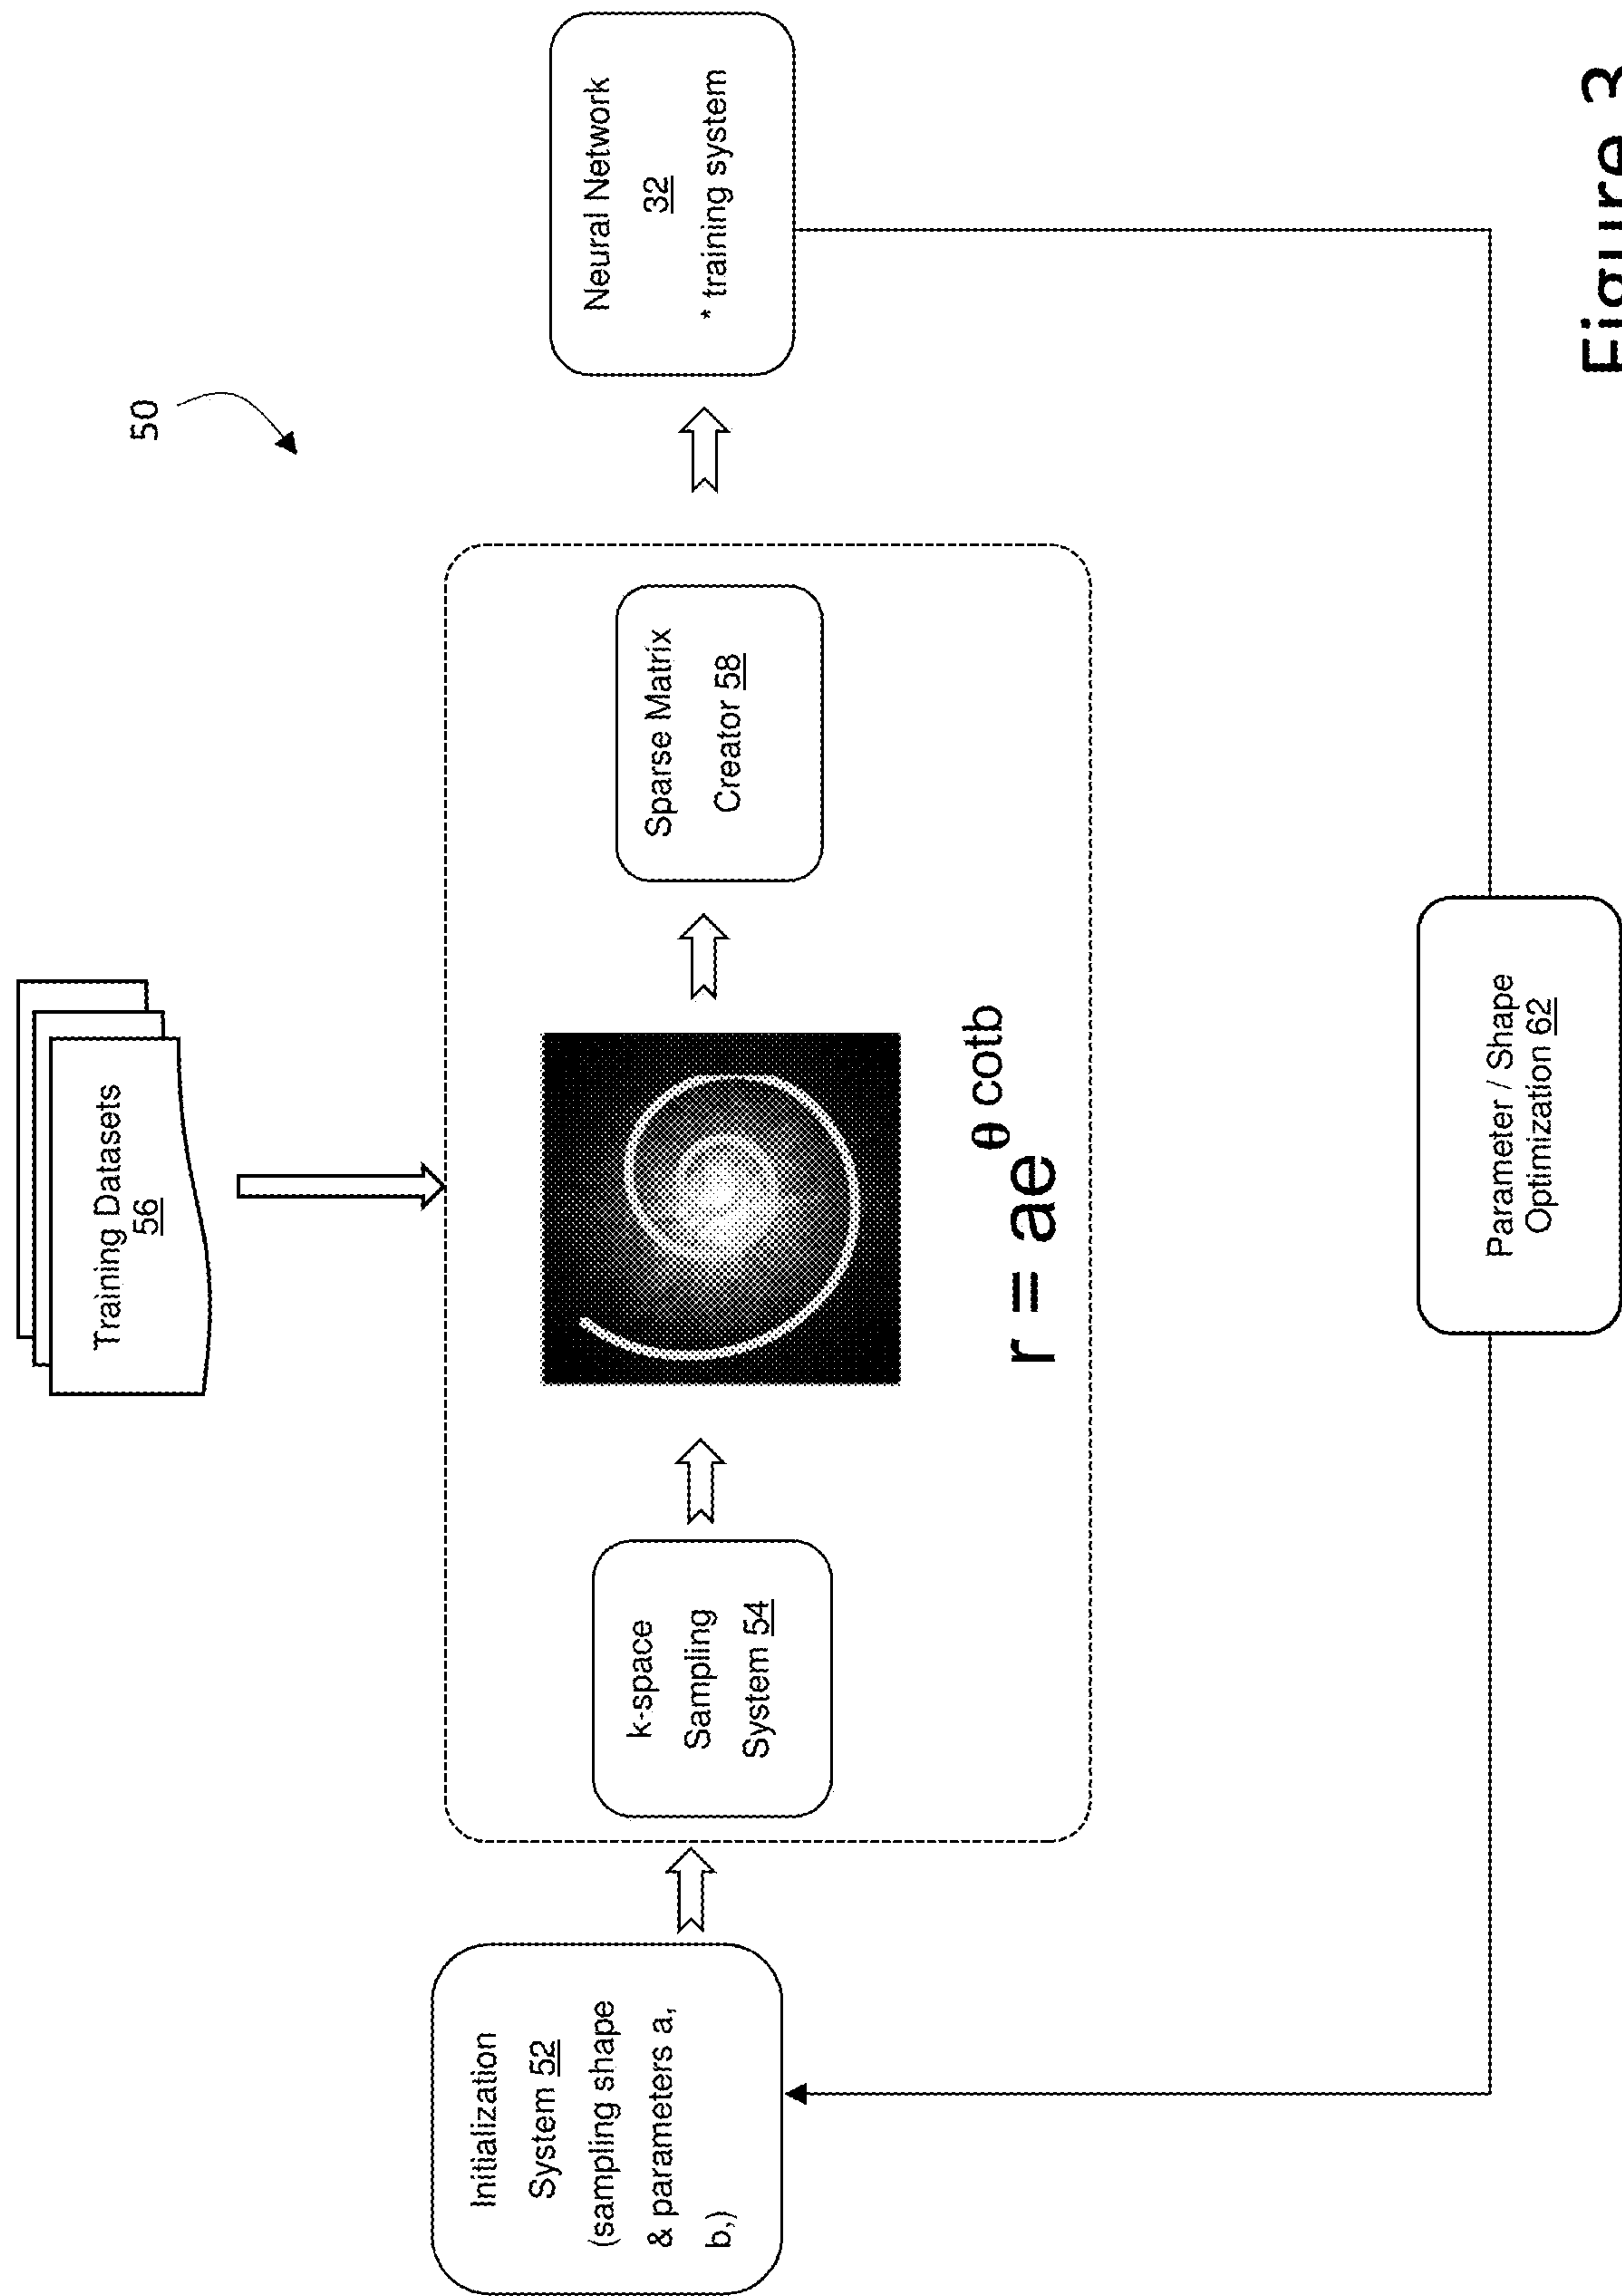 50
Training Datasets
56
Initialization
System 52
(sampling shape
& parameters a,
b,)
k-space
Sampling
System 54
r = ae^θ cotb
Sparse Matrix
Creator 58
Neural Network
32
* training system
Parameter / Shape
Optimization 62
Figure 3